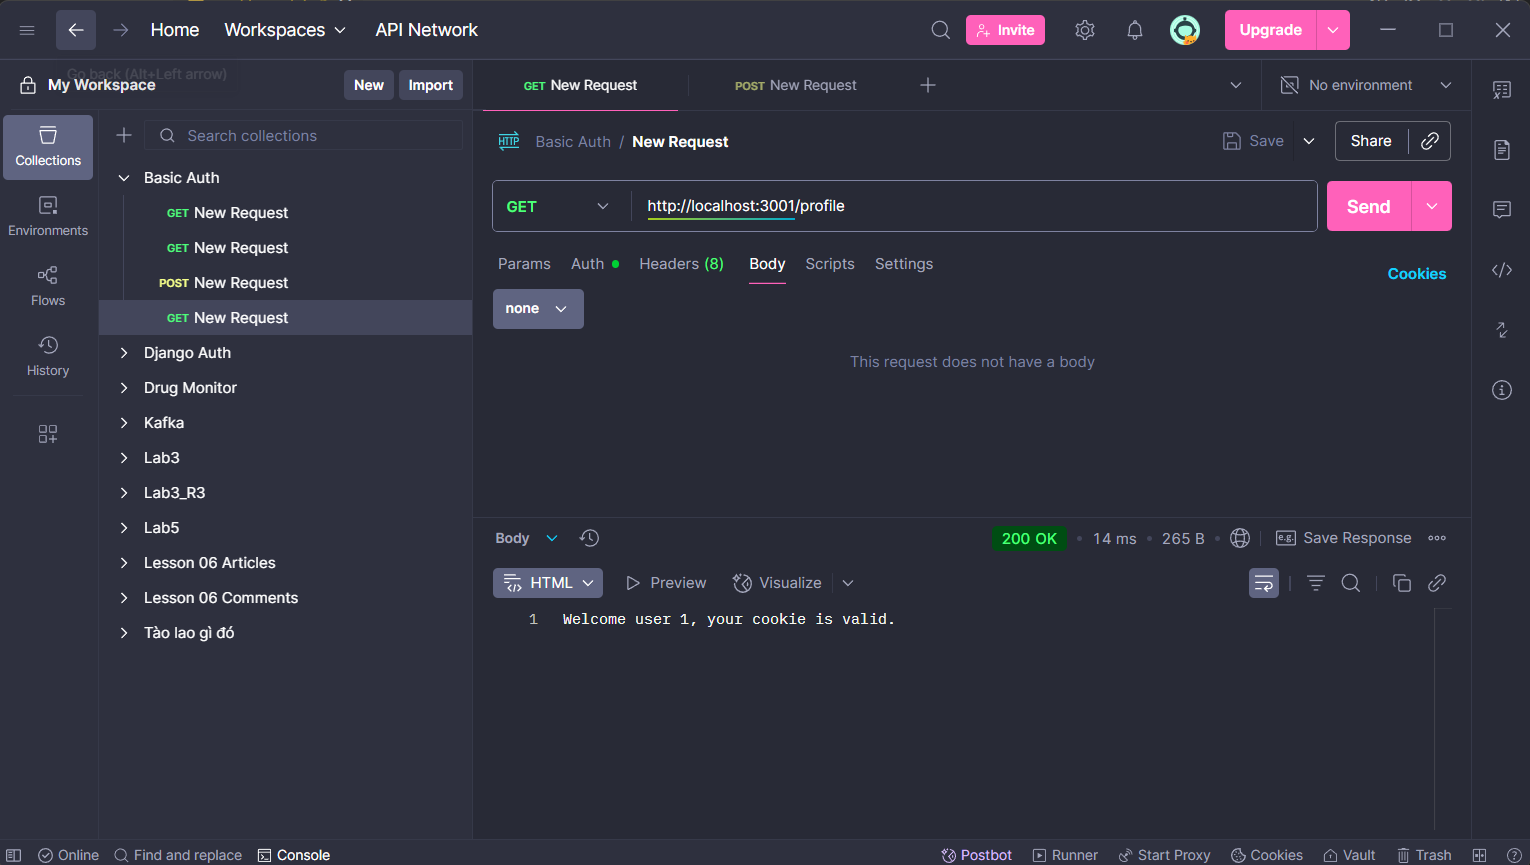 Home
Workspaces
API Network
Invite
Upgrade
Go back (Alt+Left arrow)
My Workspace
New
Import
GET New Request
POST New Request
No environment
Collections
Environments
Flows
History
Search collections
Basic Auth
GET New Request
GET New Request
POST New Request
GET New Request
Django Auth
Drug Monitor
Kafka
Lab3
Lab3_R3
Lab5
Lesson 06 Articles
Lesson 06 Comments
Tào lao gì đó
HTTP Basic Auth / New Request
Save
Share
GET
http://localhost:3001/profile
Send
Params
Auth
Headers (8)
Body
Scripts
Settings
Cookies
none
This request does not have a body
Body
200 OK
14 ms
265 B
e.g. Save Response
HTML
Preview
Visualize
1 Welcome user 1, your cookie is valid.
Online
Find and replace
Console
Postbot
Runner
Start Proxy
Cookies
Vault
Trash